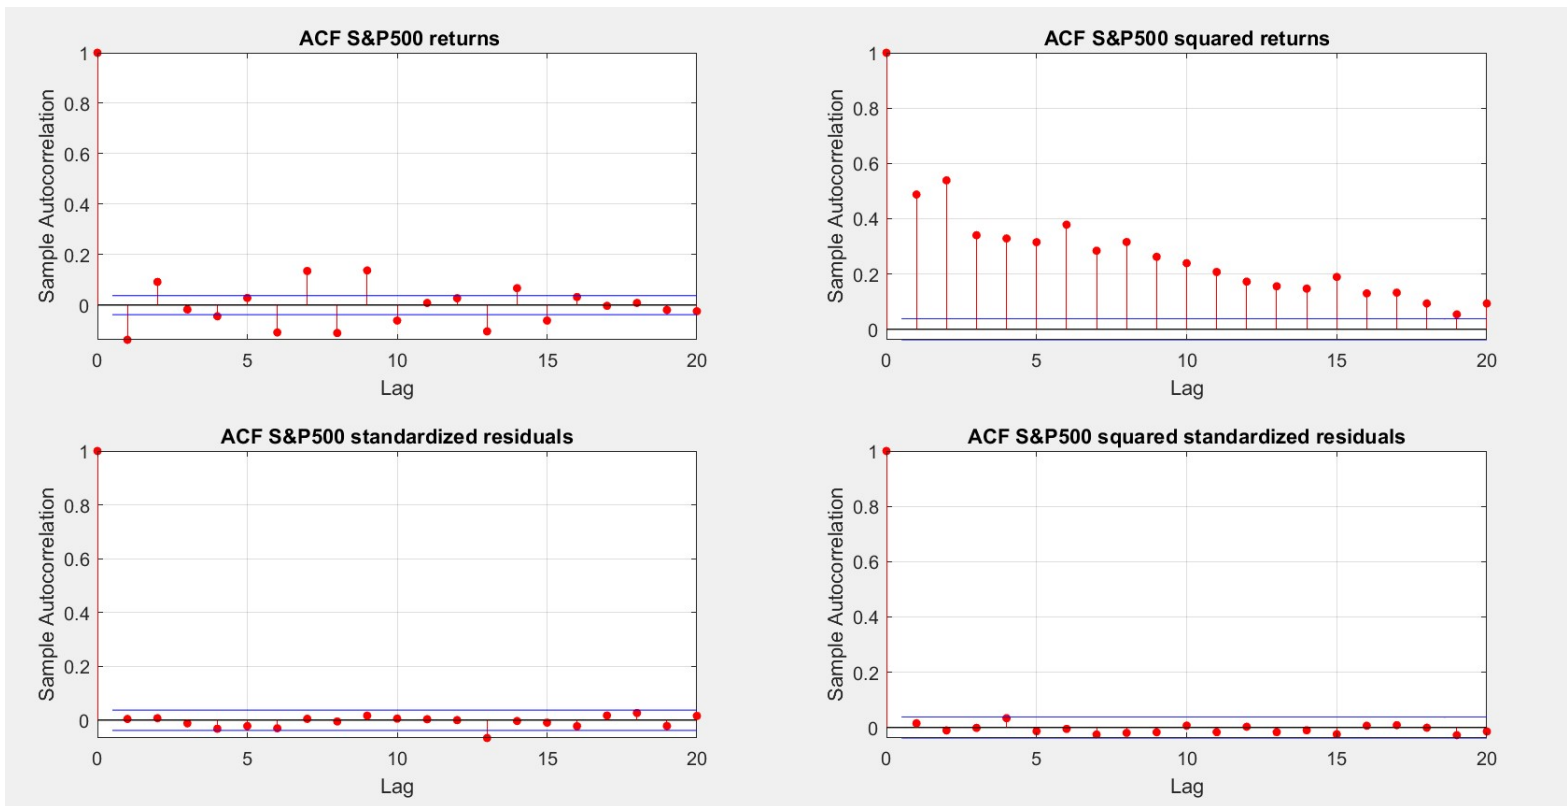 ACF S&P500 returns
1
0.8
0.6
0.4
0.2
0
Sample Autocorrelation
0 5 10 15 20
Lag
ACF S&P500 squared returns
1
0.8
0.6
0.4
0.2
0
Sample Autocorrelation
0 5 10 15 20
Lag
ACF S&P500 standardized residuals
1
0.8
0.6
0.4
0.2
0
Sample Autocorrelation
0 5 10 15 20
Lag
ACF S&P500 squared standardized residuals
1
0.8
0.6
0.4
0.2
0
Sample Autocorrelation
0 5 10 15 20
Lag